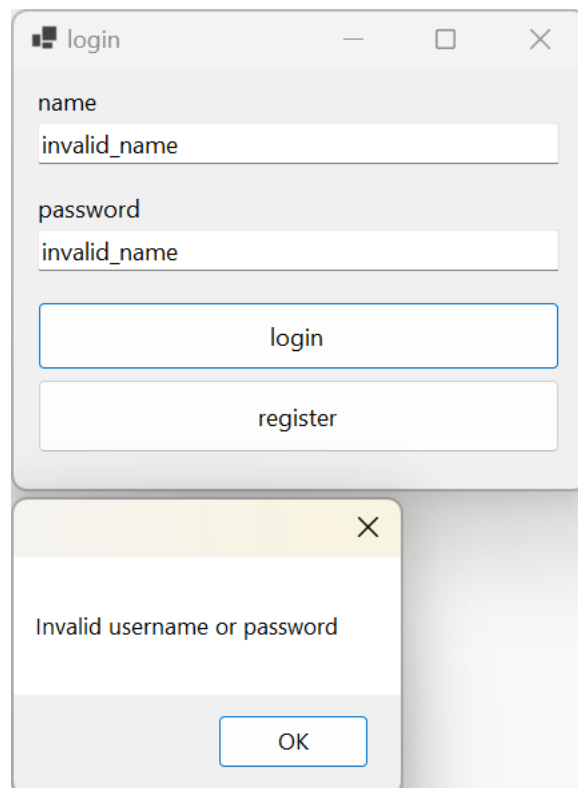 login
name
invalid_name
password
invalid_name
login
register
Invalid username or password
OK